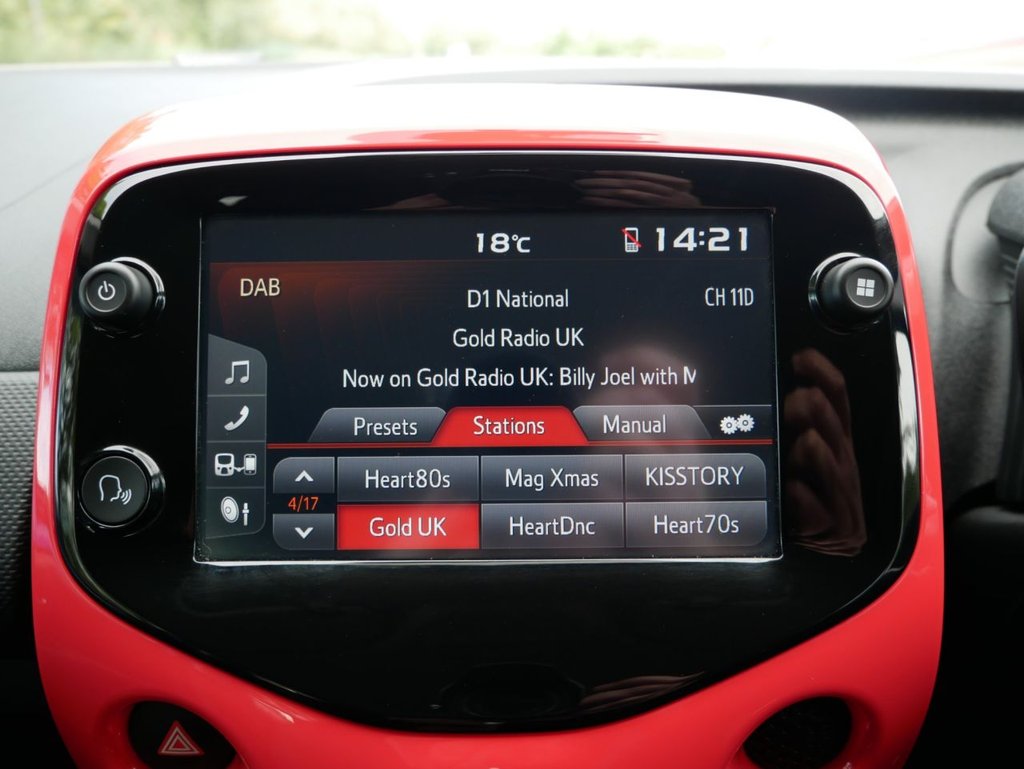 18°C 14:21
DAB
D1 National CH 11D
Gold Radio UK
Now on Gold Radio UK: Billy Joel with M
Presets Stations Manual
Heart80s Mag Xmas KISSTORY
4/17
Gold UK HeartDnc Heart70s